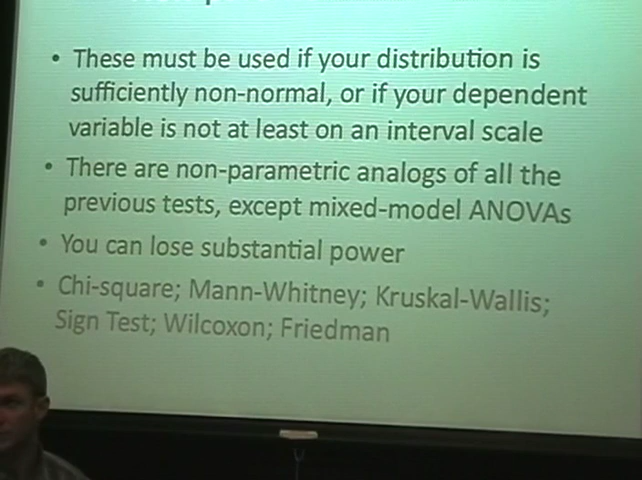 • These must be used if your distribution is
sufficiently non-normal, or if your dependent
variable is not at least on an interval scale
• There are non-parametric analogs of all the
previous tests, except mixed-model ANOVAs
• You can lose substantial power
• Chi-square; Mann-Whitney; Kruskal-Wallis;
Sign Test; Wilcoxon; Friedman